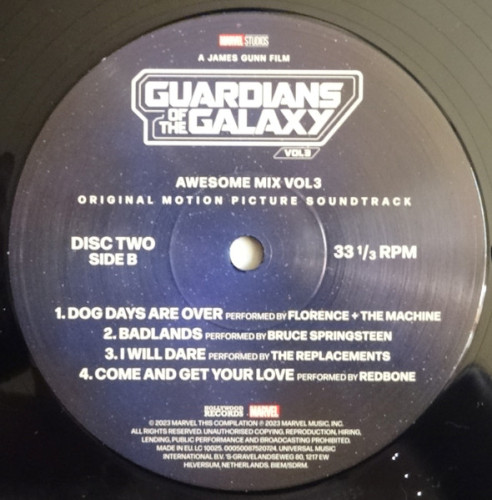 MARVEL STUDIOS
A JAMES GUNN FILM
GUARDIANS
OF THE GALAXY
VOL 3
AWESOME MIX VOL3
ORIGINAL MOTION PICTURE SOUNDTRACK
DISC TWO
SIDE B
33 1/3 RPM
1. DOG DAYS ARE OVER PERFORMED BY FLORENCE + THE MACHINE
2. BADLANDS PERFORMED BY BRUCE SPRINGSTEEN
3. I WILL DARE PERFORMED BY THE REPLACEMENTS
4. COME AND GET YOUR LOVE PERFORMED BY REDBONE
HOLLYWOOD RECORDS MARVEL
© 2023 MARVEL THIS COMPILATION ℗ 2023 MARVEL MUSIC, INC.
ALL RIGHTS RESERVED. UNAUTHORISED COPYING, REPRODUCTION, HIRING,
LENDING, PUBLIC PERFORMANCE AND BROADCASTING PROHIBITED.
MADE IN EU. LC 10025. 00050087520724. UNIVERSAL MUSIC
INTERNATIONAL B.V. 'S-GRAVELANDSEWEG 80, 1217 EW
HILVERSUM, NETHERLANDS. BIEM/SDRM.